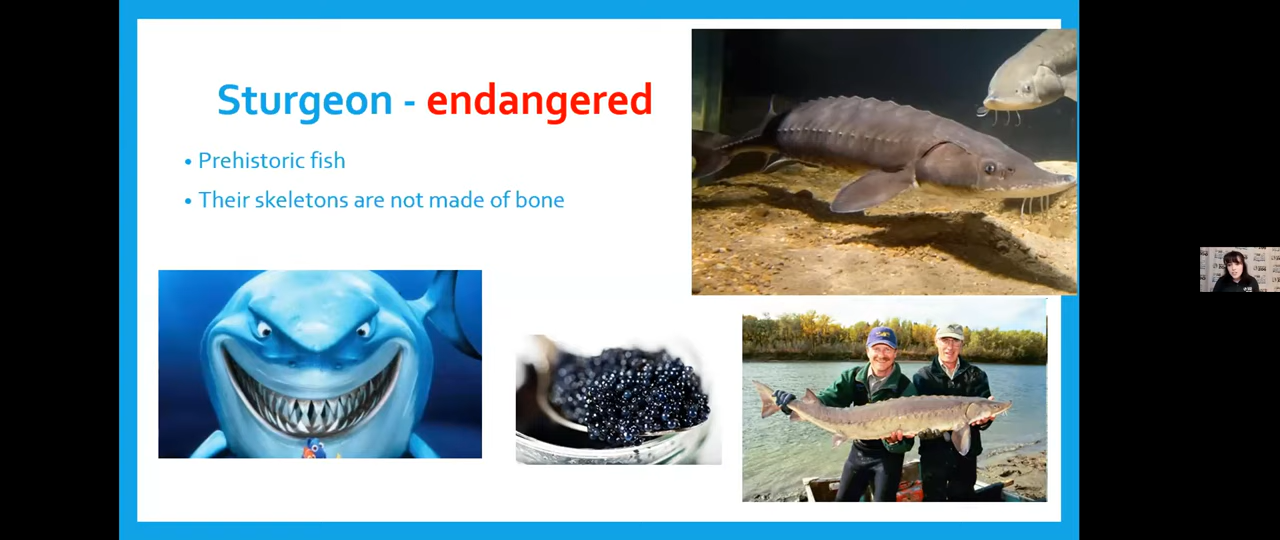 Sturgeon - endangered
• Prehistoric fish
• Their skeletons are not made of bone